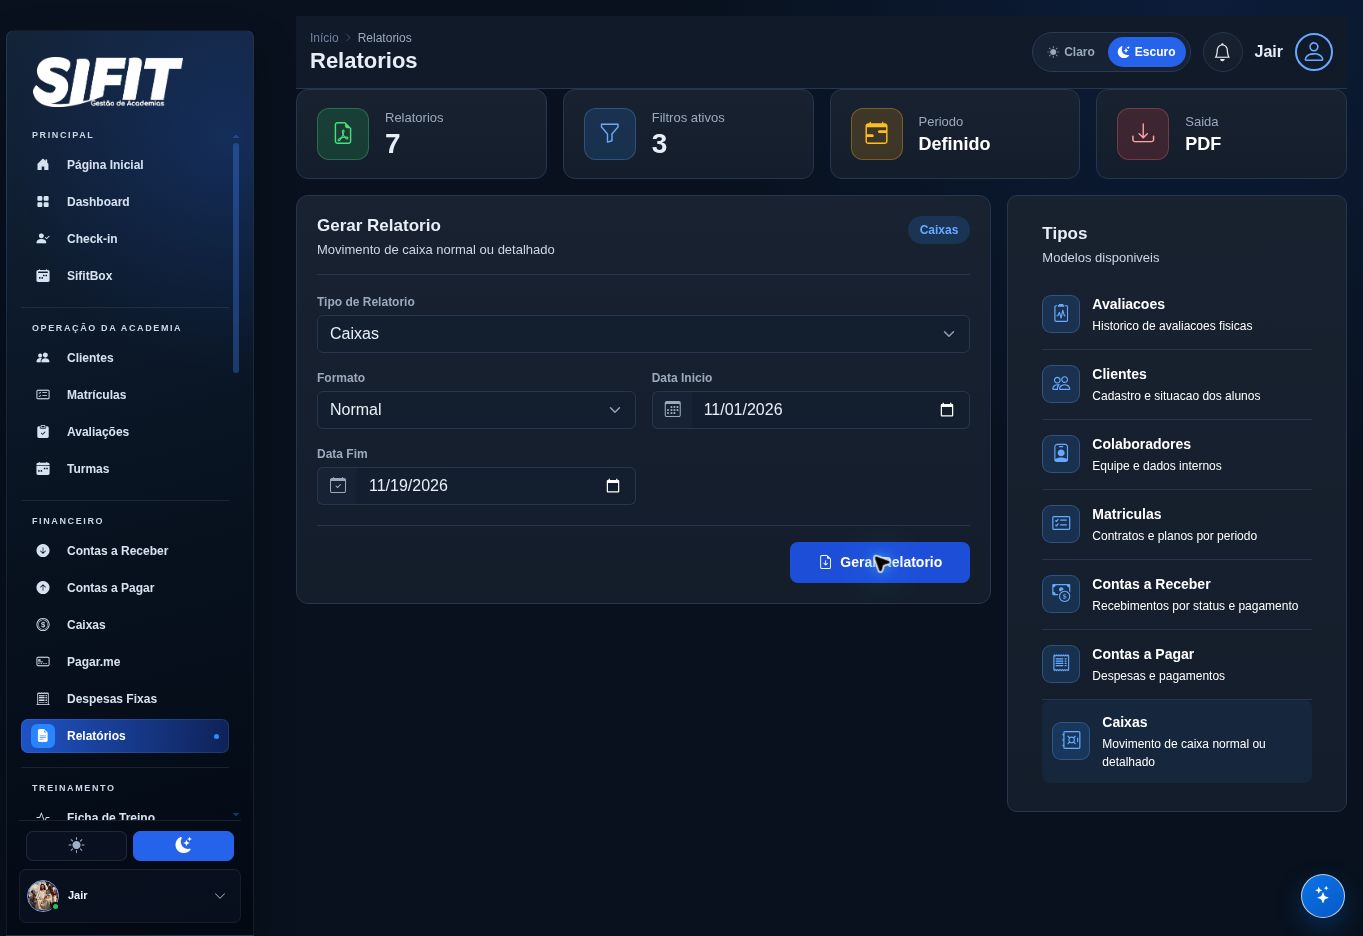 SIFIT
Gestão de Academias
PRINCIPAL
Página Inicial
Dashboard
Check-in
SifitBox
OPERAÇÃO DA ACADEMIA
Clientes
Matrículas
Avaliações
Turmas
FINANCEIRO
Contas a Receber
Contas a Pagar
Caixas
Pagar.me
Despesas Fixas
Relatórios
TREINAMENTO
Ficha de Treino
Jair
Início > Relatorios
Relatorios
Claro
Escuro
Jair
Relatorios
7
Filtros ativos
3
Periodo
Definido
Saida
PDF
Gerar Relatorio
Movimento de caixa normal ou detalhado
Caixas
Tipo de Relatorio
Caixas
Formato
Normal
Data Inicio
11/01/2026
Data Fim
11/19/2026
Gerar Relatorio
Tipos
Modelos disponiveis
Avaliacoes
Historico de avaliacoes fisicas
Clientes
Cadastro e situacao dos alunos
Colaboradores
Equipe e dados internos
Matriculas
Contratos e planos por periodo
Contas a Receber
Recebimentos por status e pagamento
Contas a Pagar
Despesas e pagamentos
Caixas
Movimento de caixa normal ou
detalhado